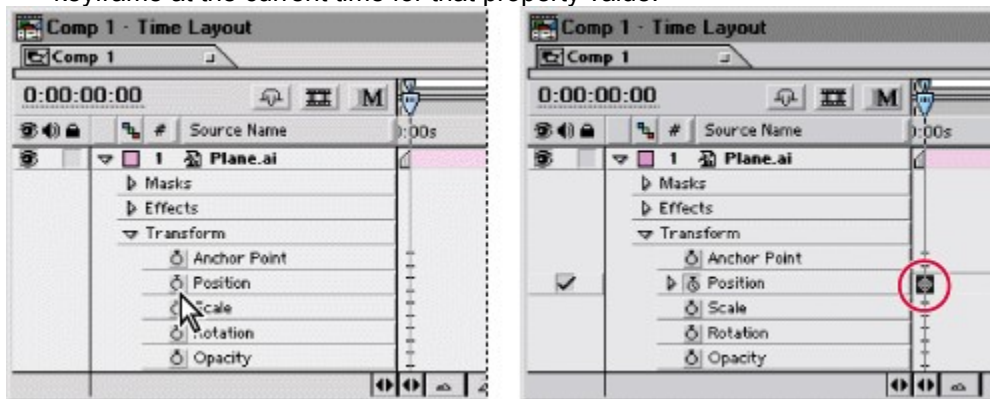 keyframe at the current time for that property value.
Comp 1 · Time Layout
Comp 1
0:00:00:00
M
# Source Name
):00s
1 Plane.ai
Masks
Effects
Transform
Anchor Point
Position
Scale
Rotation
Opacity
Comp 1 · Time Layout
Comp 1
0:00:00:00
M
# Source Name
):00s
1 Plane.ai
Masks
Effects
Transform
Anchor Point
Position
Scale
Rotation
Opacity